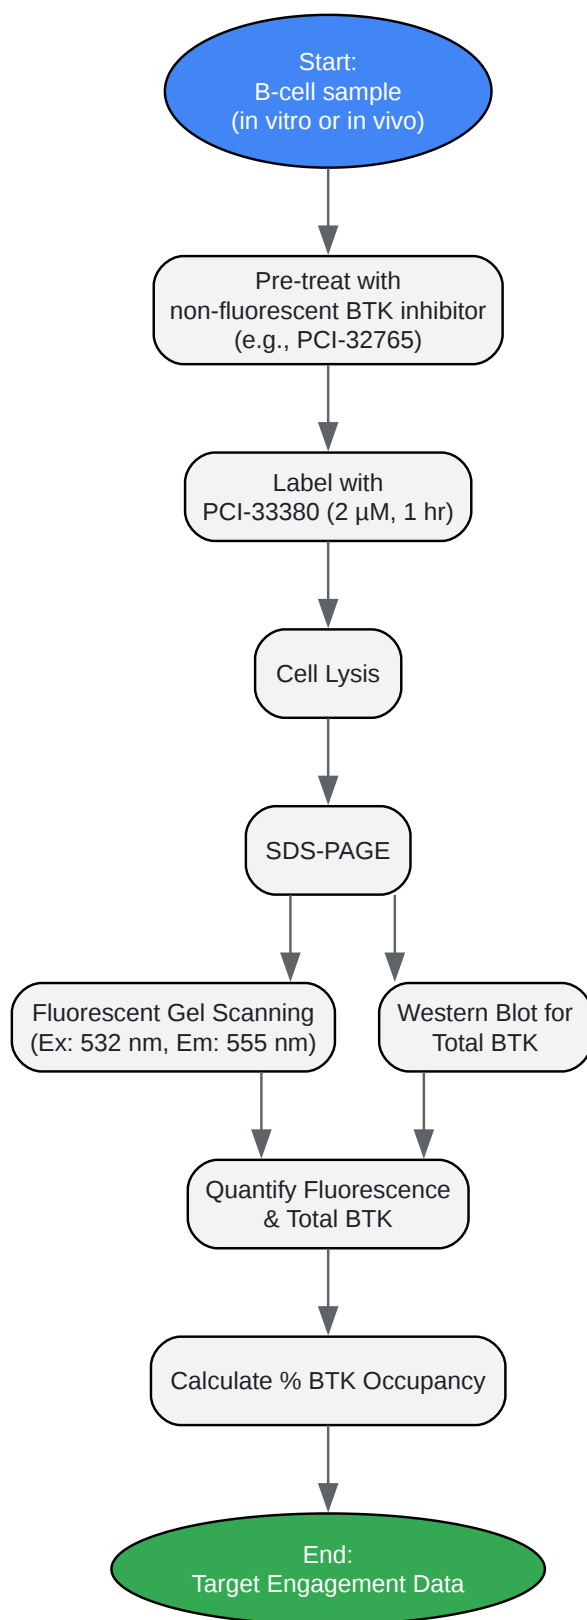 Start:
B-cell sample
(in vitro or in vivo)
Pre-treat with
non-fluorescent BTK inhibitor
(e.g., PCI-32765)
Label with
PCI-33380 (2 µM, 1 hr)
Cell Lysis
SDS-PAGE
Fluorescent Gel Scanning
(Ex: 532 nm, Em: 555 nm)
Western Blot for
Total BTK
Quantify Fluorescence
& Total BTK
Calculate % BTK Occupancy
End:
Target Engagement Data